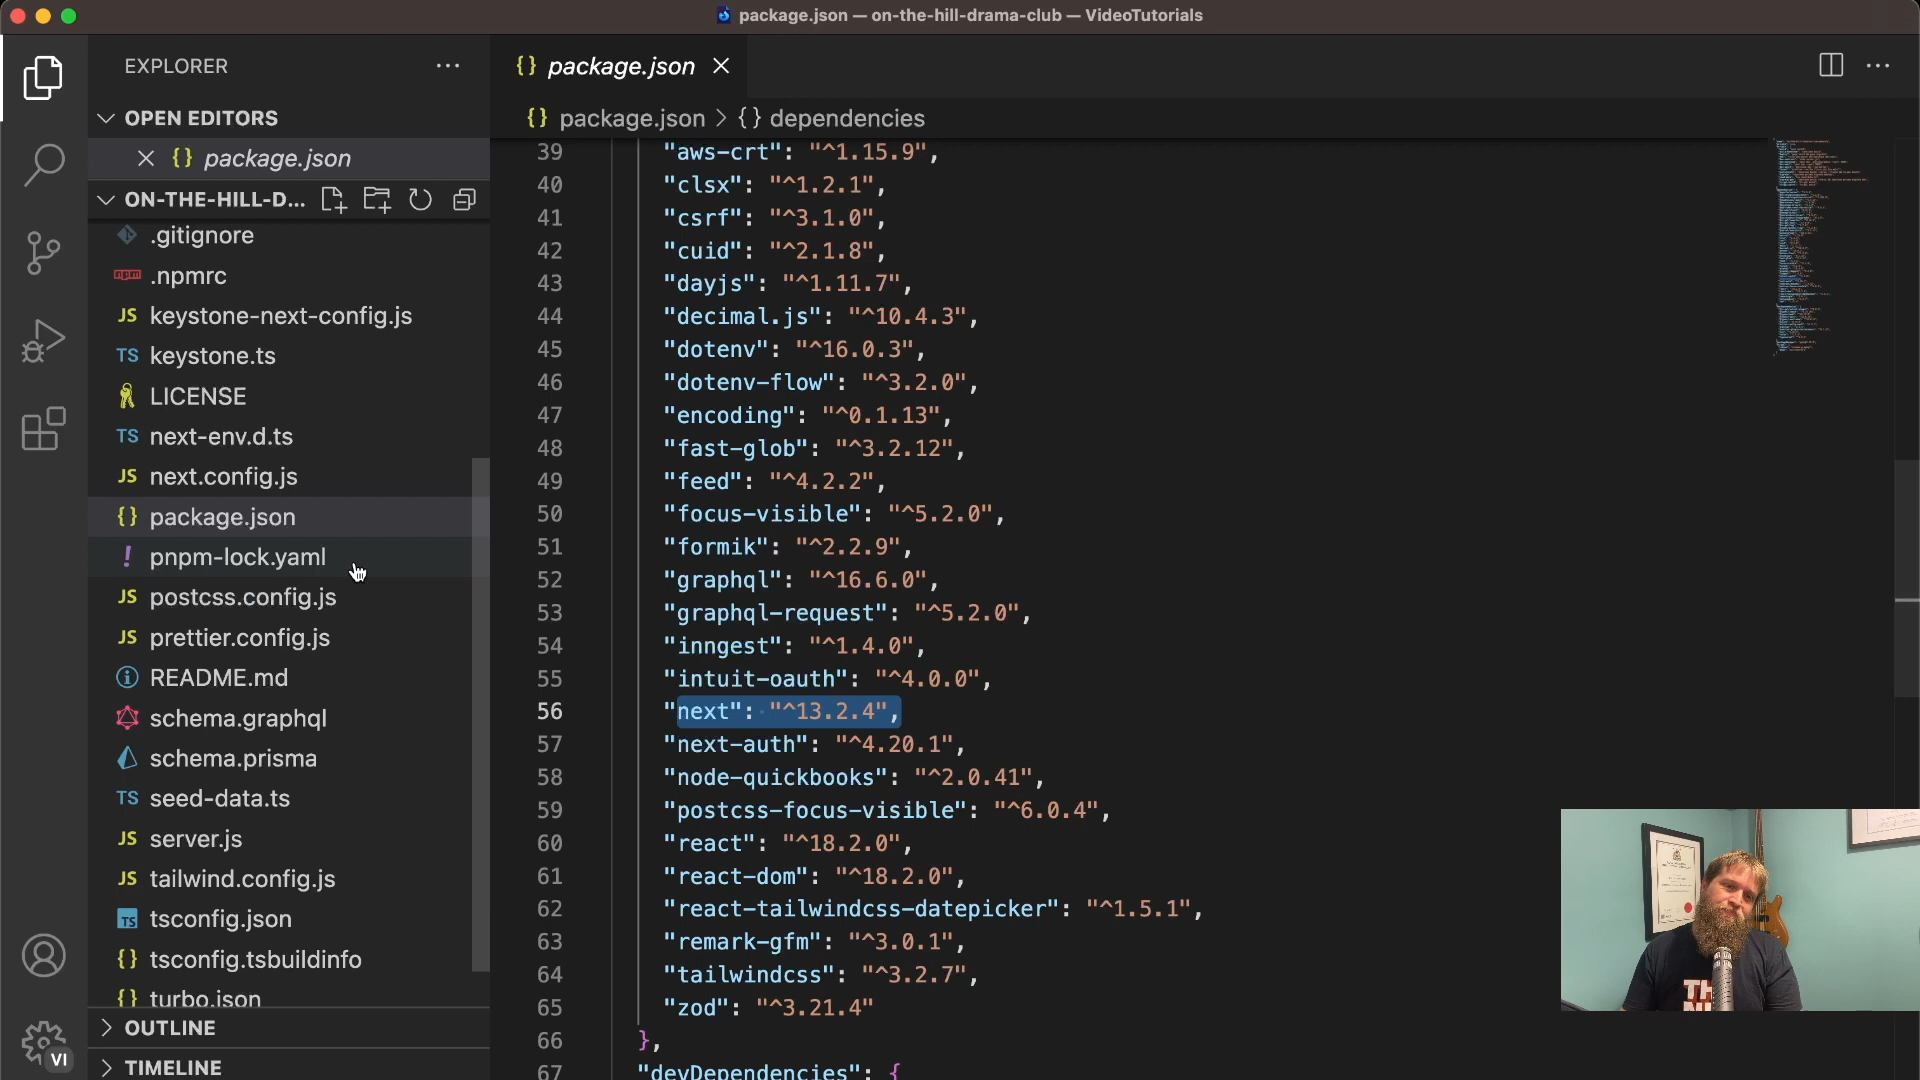 package.json — on-the-hill-drama-club — VideoTutorials
EXPLORER
OPEN EDITORS
{} package.json
ON-THE-HILL-D...
.gitignore
npm .npmrc
JS keystone-next-config.js
TS keystone.ts
LICENSE
TS next-env.d.ts
JS next.config.js
{} package.json
! pnpm-lock.yaml
JS postcss.config.js
JS prettier.config.js
README.md
schema.graphql
schema.prisma
TS seed-data.ts
JS server.js
JS tailwind.config.js
TS tsconfig.json
{} tsconfig.tsbuildinfo
{} turbo.json
OUTLINE
TIMELINE
VI
{} package.json
{} package.json > {} dependencies
39 "aws-crt": "^1.15.9",
40 "clsx": "^1.2.1",
41 "csrf": "^3.1.0",
42 "cuid": "^2.1.8",
43 "dayjs": "^1.11.7",
44 "decimal.js": "^10.4.3",
45 "dotenv": "^16.0.3",
46 "dotenv-flow": "^3.2.0",
47 "encoding": "^0.1.13",
48 "fast-glob": "^3.2.12",
49 "feed": "^4.2.2",
50 "focus-visible": "^5.2.0",
51 "formik": "^2.2.9",
52 "graphql": "^16.6.0",
53 "graphql-request": "^5.2.0",
54 "inngest": "^1.4.0",
55 "intuit-oauth": "^4.0.0",
56 "next": "^13.2.4",
57 "next-auth": "^4.20.1",
58 "node-quickbooks": "^2.0.41",
59 "postcss-focus-visible": "^6.0.4",
60 "react": "^18.2.0",
61 "react-dom": "^18.2.0",
62 "react-tailwindcss-datepicker": "^1.5.1",
63 "remark-gfm": "^3.0.1",
64 "tailwindcss": "^3.2.7",
65 "zod": "^3.21.4"
66 },
67 "devDependencies": {